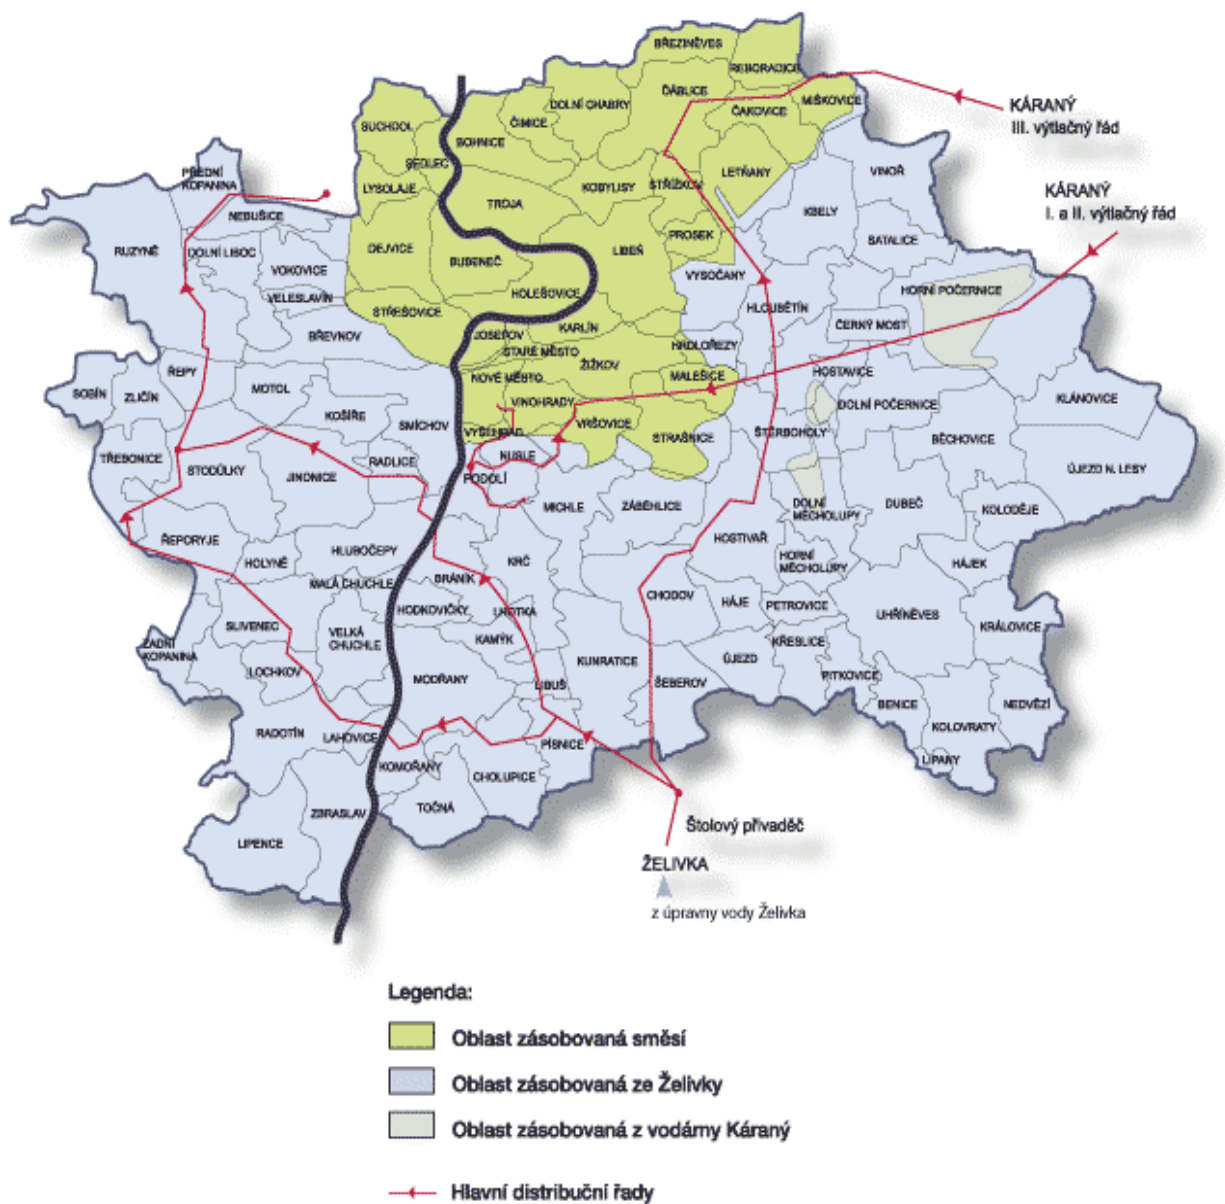 BŘEZINĚVES
ŘEBORADICE
ĎÁBLICE
MIŠKOVICE
DOLNÍ CHABRY
ČAKOVICE
KÁRANÝ
III. výtlačný řád
ČIMICE
SUCHDOL
BOHNICE
SEDLEC
LETŇANY
VINOŘ
PŘEDNÍ
KOPANINA
LYSOLAJE
KOBYLISY
STŘÍŽKOV
KÁRANÝ
I. a II. výtlačný řád
NEBUŠICE
TROJA
KBELY
RUZYNĚ
DOLNÍ LIBOC
DEJVICE
LIBEŇ
PROSEK
SATALICE
BUBENEČ
VOKOVICE
VYSOČANY
VELESLAVÍN
HOLEŠOVICE
HORNÍ POČERNICE
STŘEŠOVICE
HLOUBĚTÍN
BŘEVNOV
JOSEFOV
KARLÍN
ČERNÝ MOST
STARÉ MĚSTO
HRDLOŘEZY
ŘEPY
ŽIŽKOV
NOVÉ MĚSTO
MALEŠICE
HOSTAVICE
SOBÍN
ZLIČÍN
MOTOL
VINOHRADY
DOLNÍ POČERNICE
KLÁNOVICE
KOŠÍŘE
SMÍCHOV
VRŠOVICE
VYŠEHRAD
STRAŠNICE
ŠTĚRBOHOLY
BĚCHOVICE
TŘEBONICE
STODŮLKY
RADLICE
NUSLE
JINONICE
PODOLÍ
ÚJEZD N. LESY
MICHLE
ZÁBĚHLICE
DOLNÍ
MĚCHOLUPY
DUBEČ
KOLODĚJE
ŘEPORYJE
HOSTIVAŘ
HLUBOČEPY
HOLYNĚ
KRČ
HORNÍ
MĚCHOLUPY
HÁJEK
MALÁ CHUCHLE
BRÁNÍK
HODKOVIČKY
LHOTKA
CHODOV
HÁJE
PETROVICE
UHŘÍNĚVES
SLIVENEC
VELKÁ
CHUCHLE
KAMÝK
KRÁLOVICE
ZADNÍ
KOPANINA
KŘESLICE
KUNRATICE
ÚJEZD
LOCHKOV
MODŘANY
LIBUŠ
ŠEBEROV
PITKOVICE
BENICE
NEDVĚZÍ
RADOTÍN
LAHOVICE
KOLOVRATY
PÍSNICE
LIPANY
KOMOŘANY
CHOLUPICE
TOČNÁ
ZBRASLAV
Štolový přivaděč
LIPENCE
ŽELIVKA
z úpravny vody Želivka
Legenda:
Oblast zásobovaná směsí
Oblast zásobovaná ze Želivky
Oblast zásobovaná z vodárny Káraný
Hlavní distribuční řady